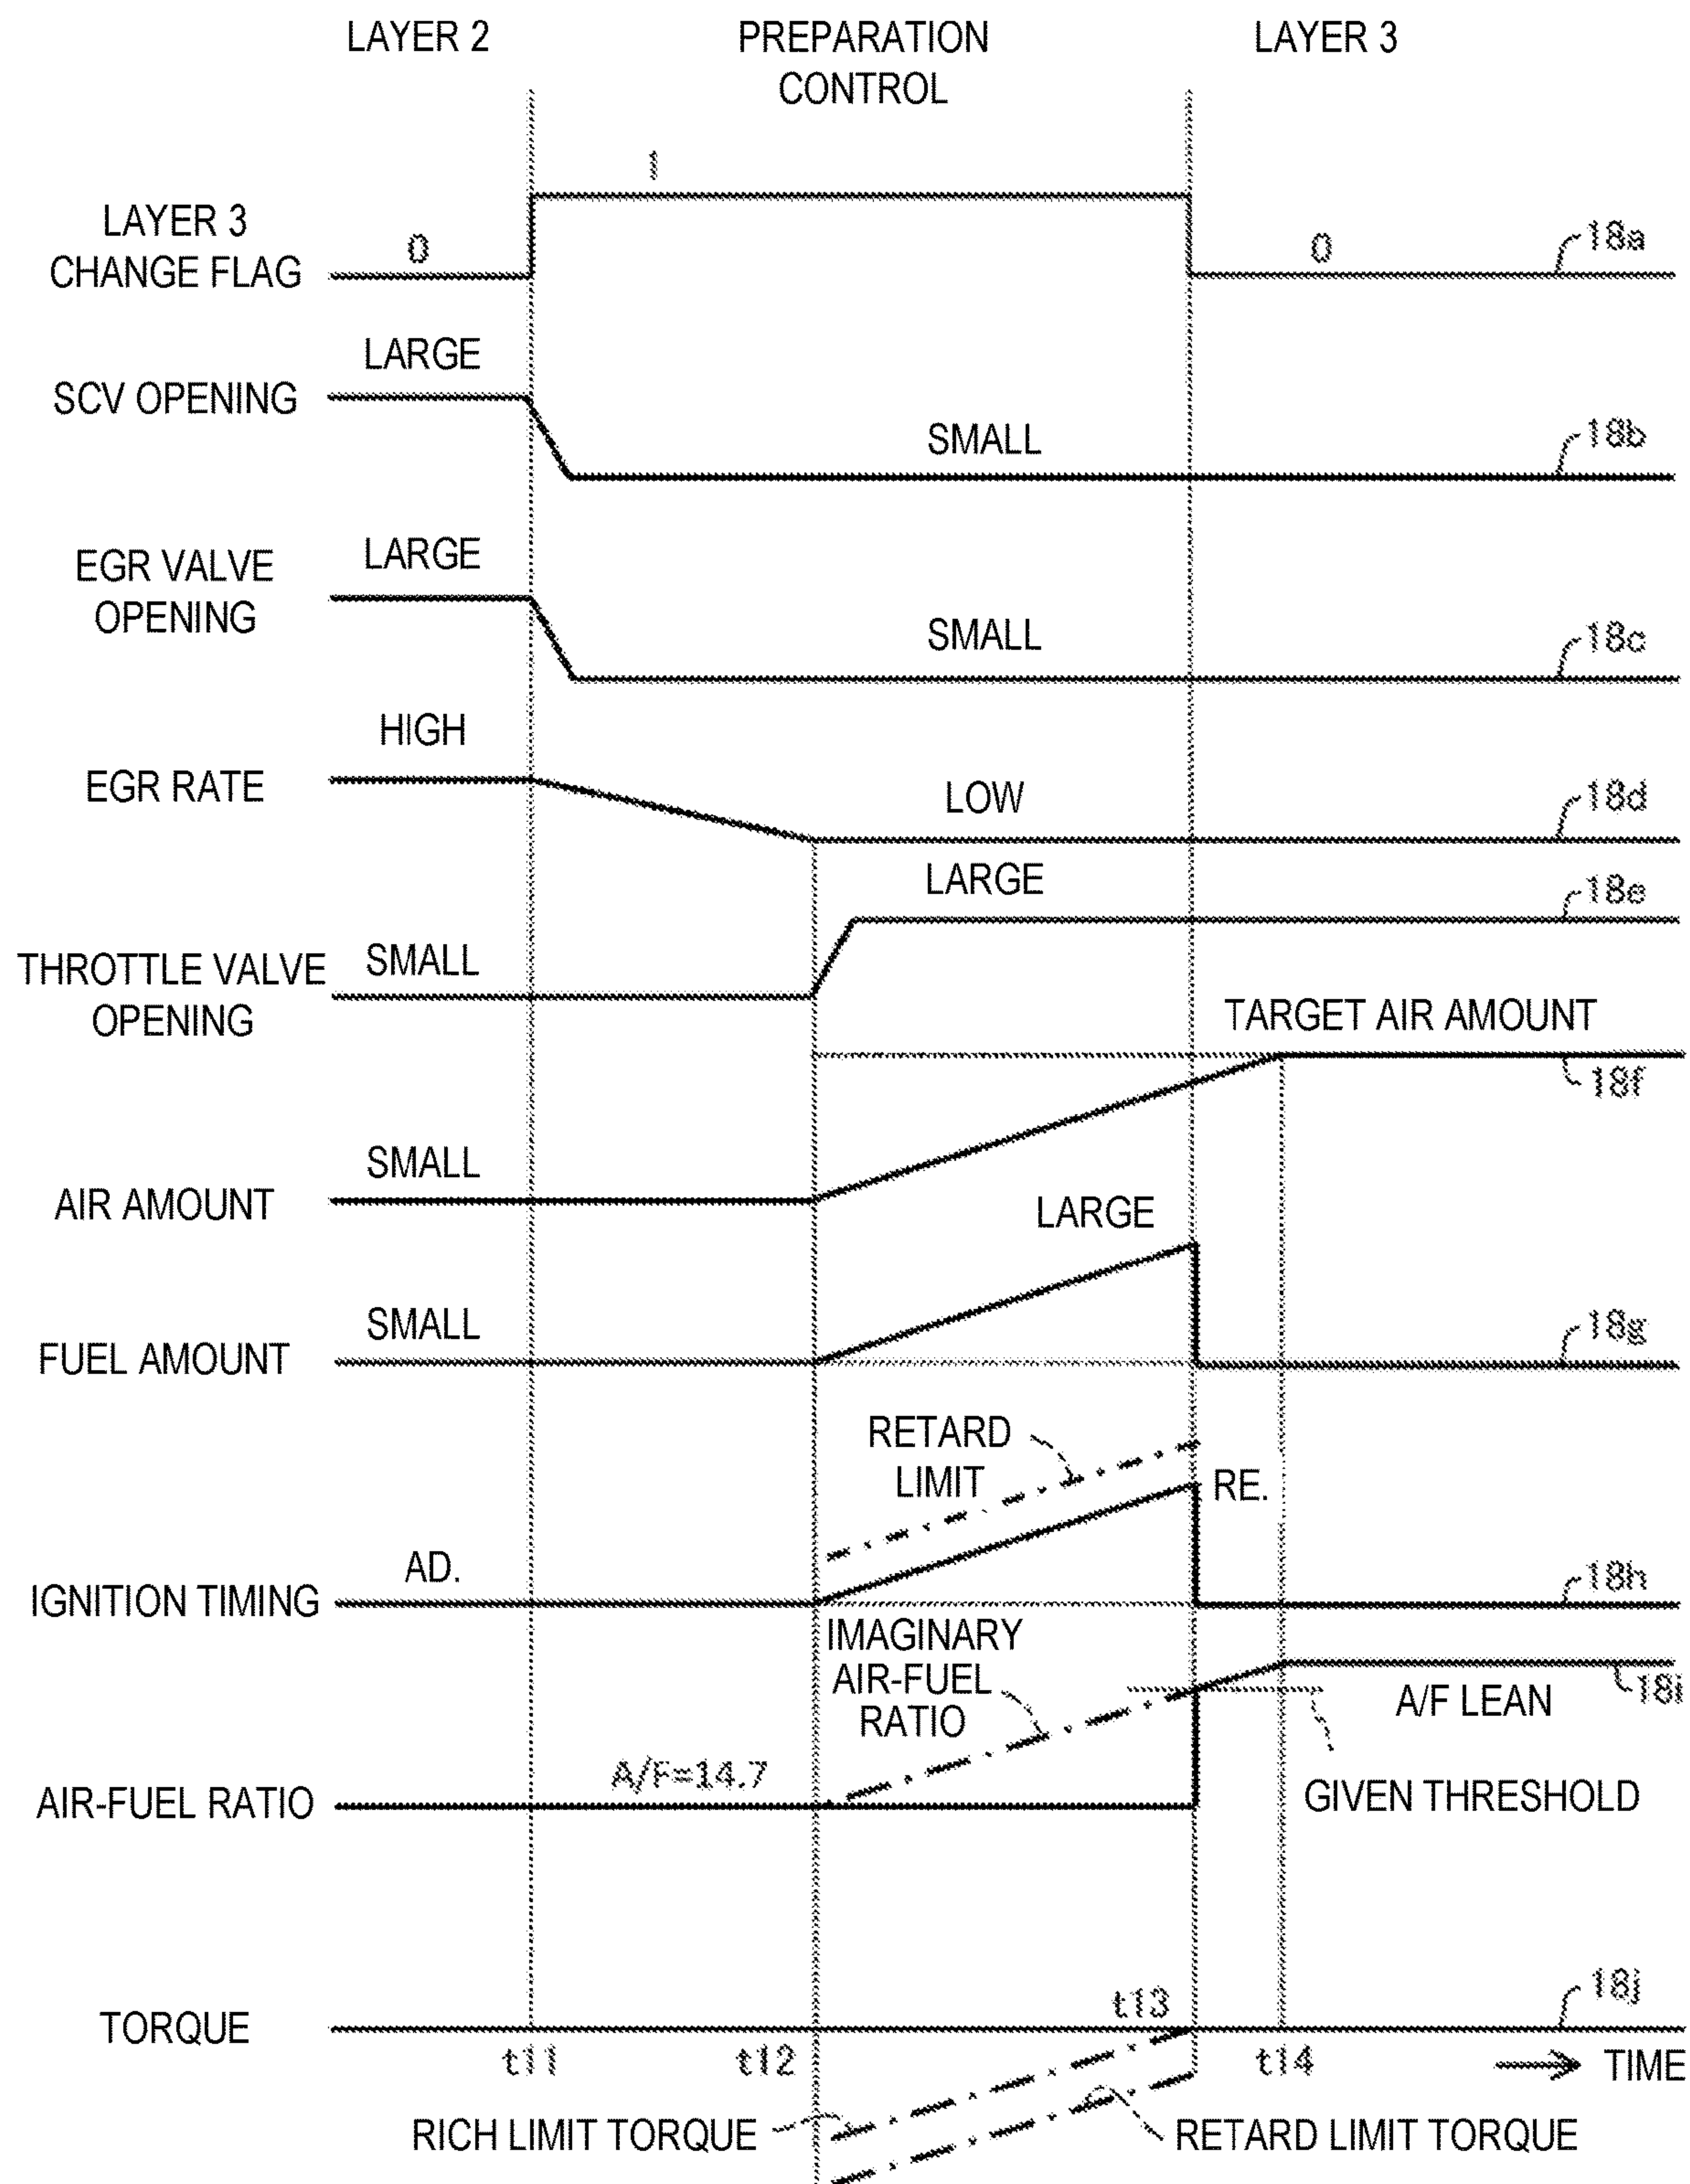 LAYER 2
PREPARATION
CONTROL
LAYER 3
1
LAYER 3
CHANGE FLAG
0
0
18a
LARGE
SCV OPENING
SMALL
18b
LARGE
EGR VALVE
OPENING
SMALL
18c
HIGH
EGR RATE
LOW
18d
LARGE
18e
SMALL
THROTTLE VALVE
OPENING
TARGET AIR AMOUNT
18f
SMALL
AIR AMOUNT
LARGE
SMALL
FUEL AMOUNT
18g
RETARD
LIMIT
RE.
AD.
IGNITION TIMING
18h
IMAGINARY
AIR-FUEL
RATIO
18i
A/F LEAN
A/F=14.7
AIR-FUEL RATIO
GIVEN THRESHOLD
18j
t13
TORQUE
t11
t12
t14
TIME
RICH LIMIT TORQUE
RETARD LIMIT TORQUE